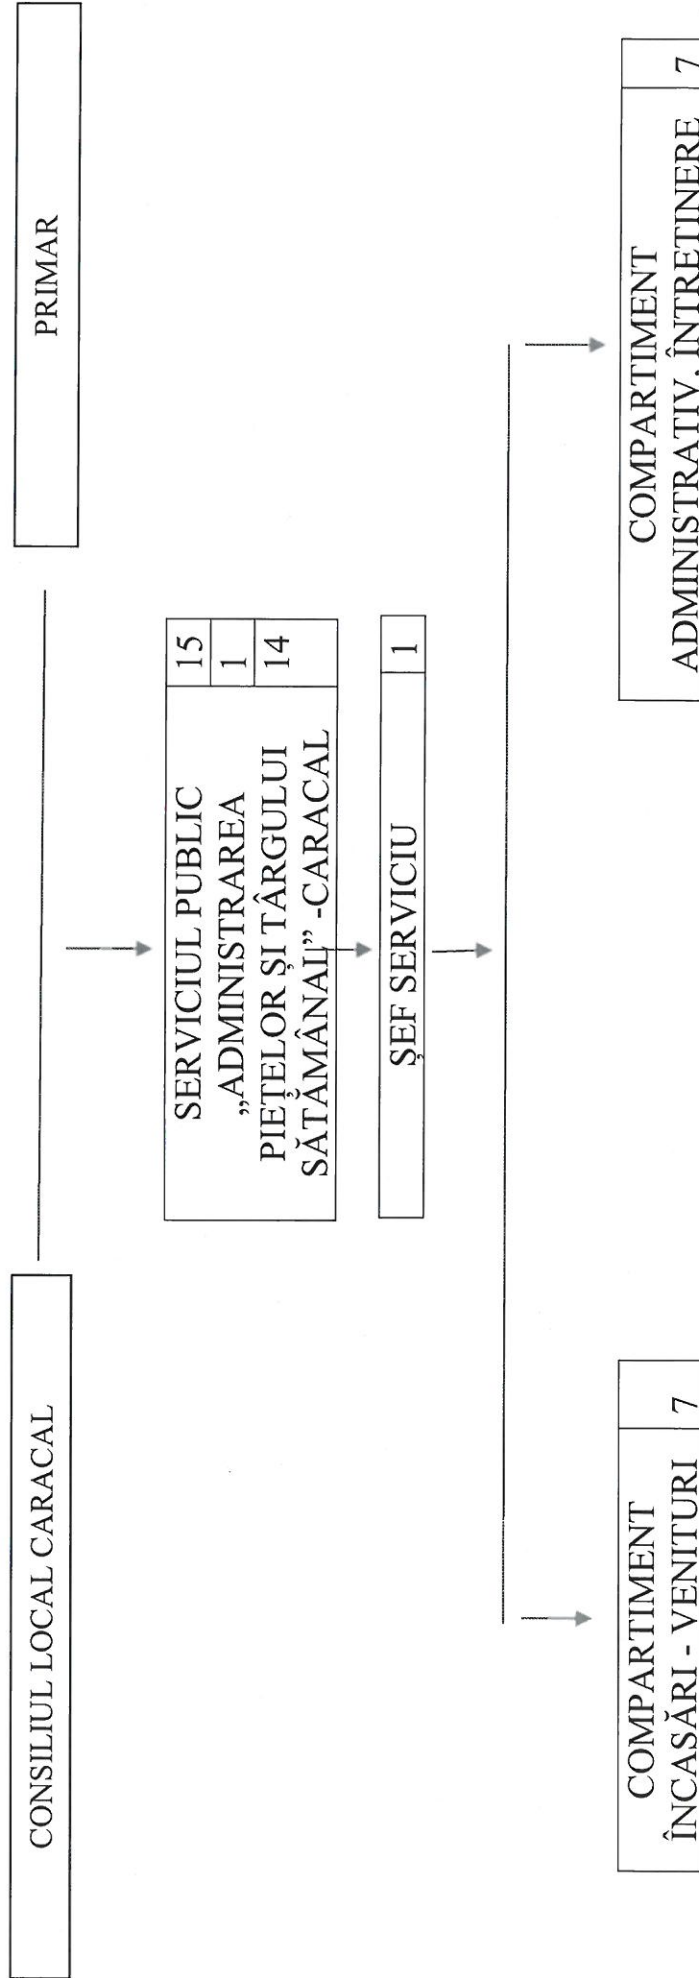 CONSILIUL LOCAL CARACAL
PRIMAR
SERVICIUL PUBLIC
„ADMINISTRAREA
PIEȚELOR ȘI TÂRGULUI
SĂTĂMÂNAL” -CARACAL
15
1
14
ȘEF SERVICIU
1
COMPARTIMENT
ÎNCASĂRI - VENITURI
7
COMPARTIMENT
ADMINISTRATIV, ÎNTREȚINERE
7